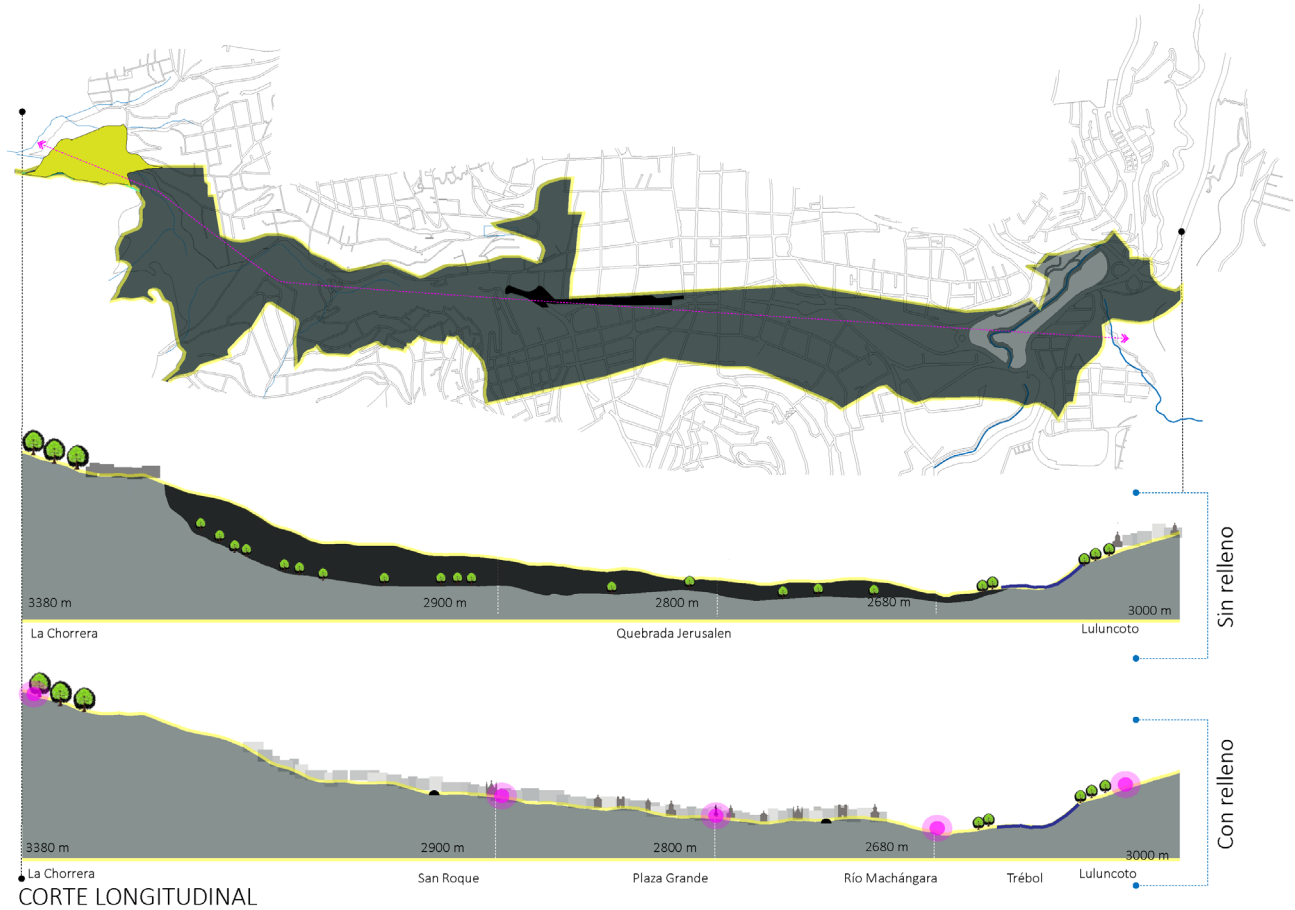 Sin relleno
3380 m
2900 m
2800 m
2680 m
3000 m
La Chorrera
Quebrada Jerusalen
Luluncoto
Con relleno
3380 m
2900 m
2800 m
2680 m
3000 m
La Chorrera
San Roque
Plaza Grande
Río Machángara
Trébol
Luluncoto
CORTE LONGITUDINAL